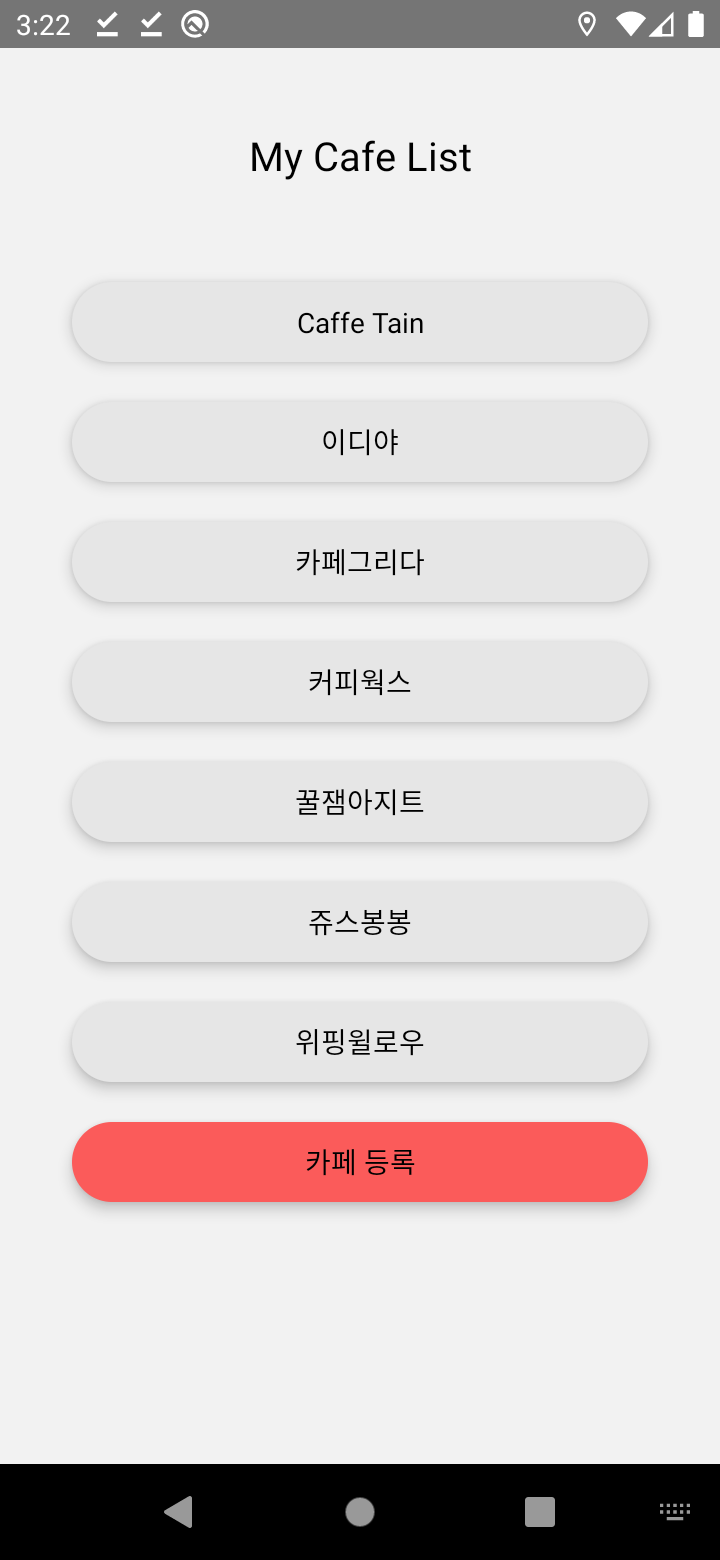 3:22
My Cafe List
Caffe Tain
이디야
카페그리다
커피웍스
꿀잼아지트
쥬스봉봉
위핑윌로우
카페 등록